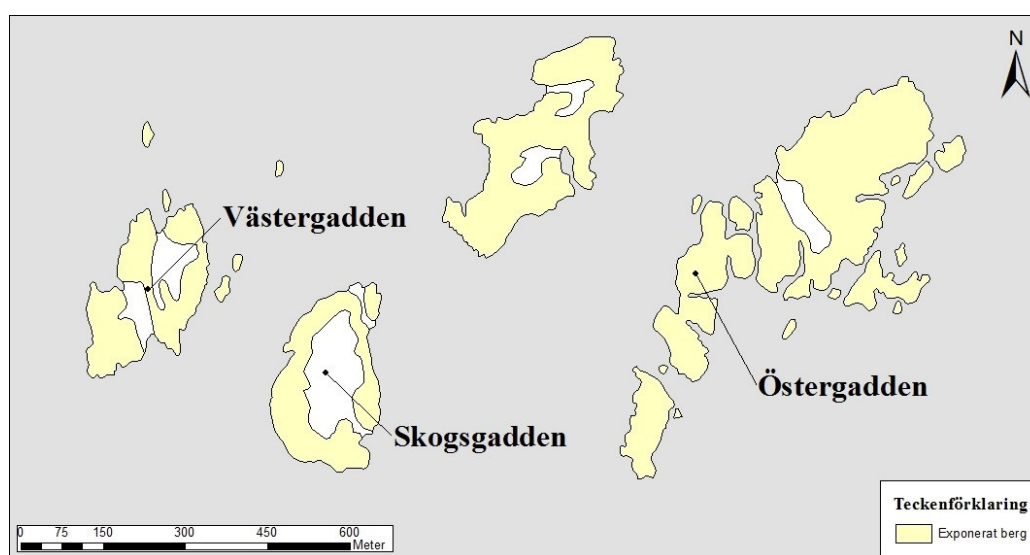 N
Västergadden
Östergadden
Skogsgadden
Teckenförklaring
Exponerat berg
0 75 150 300 450 600
Meter